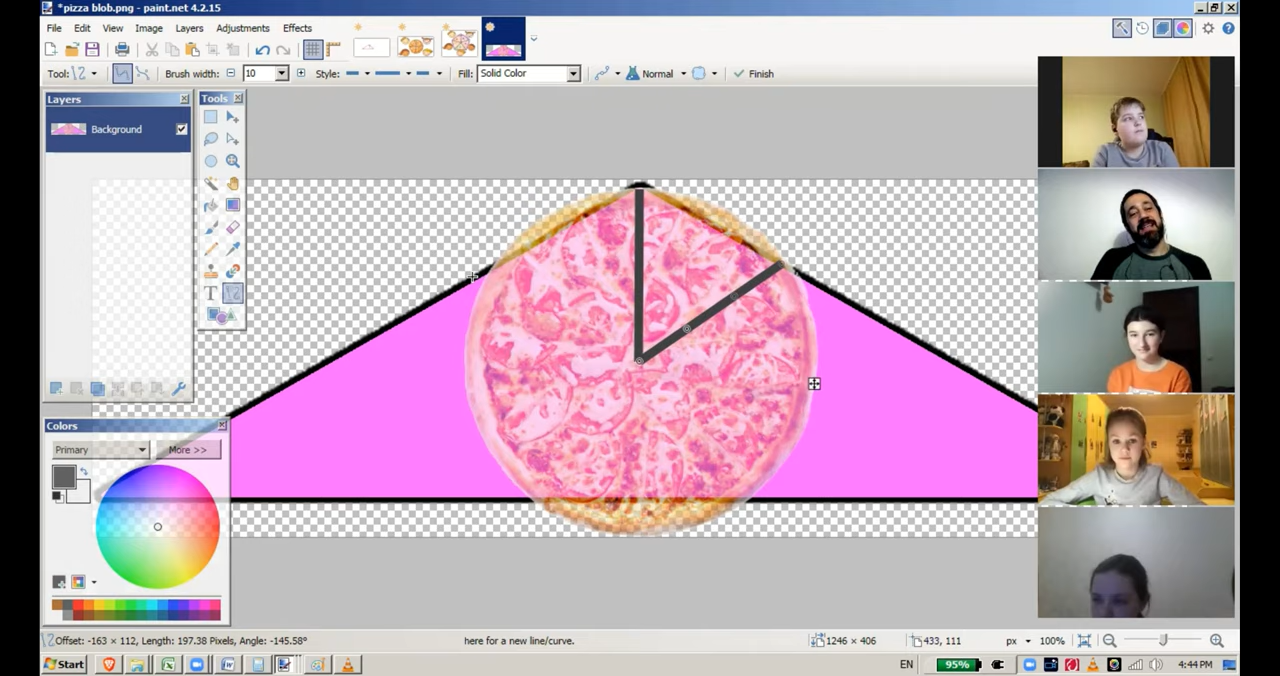 *pizza blob.png - paint.net 4.2.15
File Edit View Image Layers Adjustments Effects
Tool: Brush width: 10 Style: Fill: Solid Color Normal Finish
Layers
Background
Tools
Colors
Primary More >>
Offset: -163 × 112, Length: 197.38 Pixels, Angle: -145.58° here for a new line/curve. 1246 × 406 433, 111 px 100%
Start EN 95% 4:44 PM